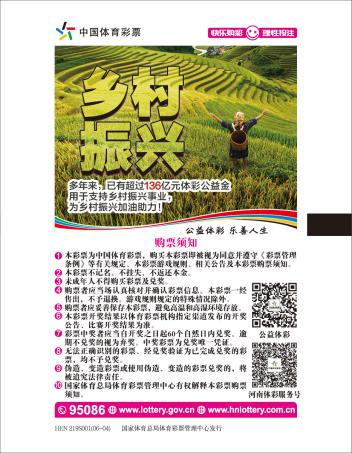 中国体育彩票
快乐购彩 理性投注
乡村
振兴
多年来，已有超过136亿元体彩公益金
用于支持乡村振兴事业，
为乡村振兴加油助力！
公益体彩 乐善人生
购票须知
1 本彩票为中国体育彩票，购买本彩票即被视为同意并遵守《彩票管理
条例》等有关规定、本彩票游戏规则、相关公告及本彩票购票须知。
2 本彩票不记名、不挂失、不返还本金。
3 未成年人不得购买彩票及兑奖。
4 购票者应当场认真核对并确认彩票信息。本彩票一经
售出，不予退换。游戏规则规定的特殊情况除外。
5 购票者应妥善保存本彩票，避免高温和高湿环境存放。
6 本彩票开奖结果以体育彩票机构指定渠道发布的开奖
公告、比赛开奖结果为准。
7 彩票中奖者应当自开奖之日起60个自然日内兑奖。逾
期不兑奖的视为弃奖。中奖彩票为兑奖唯一凭证。
8 无法正确识别的彩票、经兑奖验证为已完成兑奖的彩
票，均不予兑奖。
9 伪造、变造彩票或使用伪造、变造的彩票兑奖的，将
被追究法律责任。
10 国家体育总局体育彩票管理中心有权解释本彩票购票
须知。
公益体彩
河南体彩服务号
95086 www.lottery.gov.cn www.hnlottery.com.cn
HEN 219S001(06-04) 国家体育总局体育彩票管理中心发行